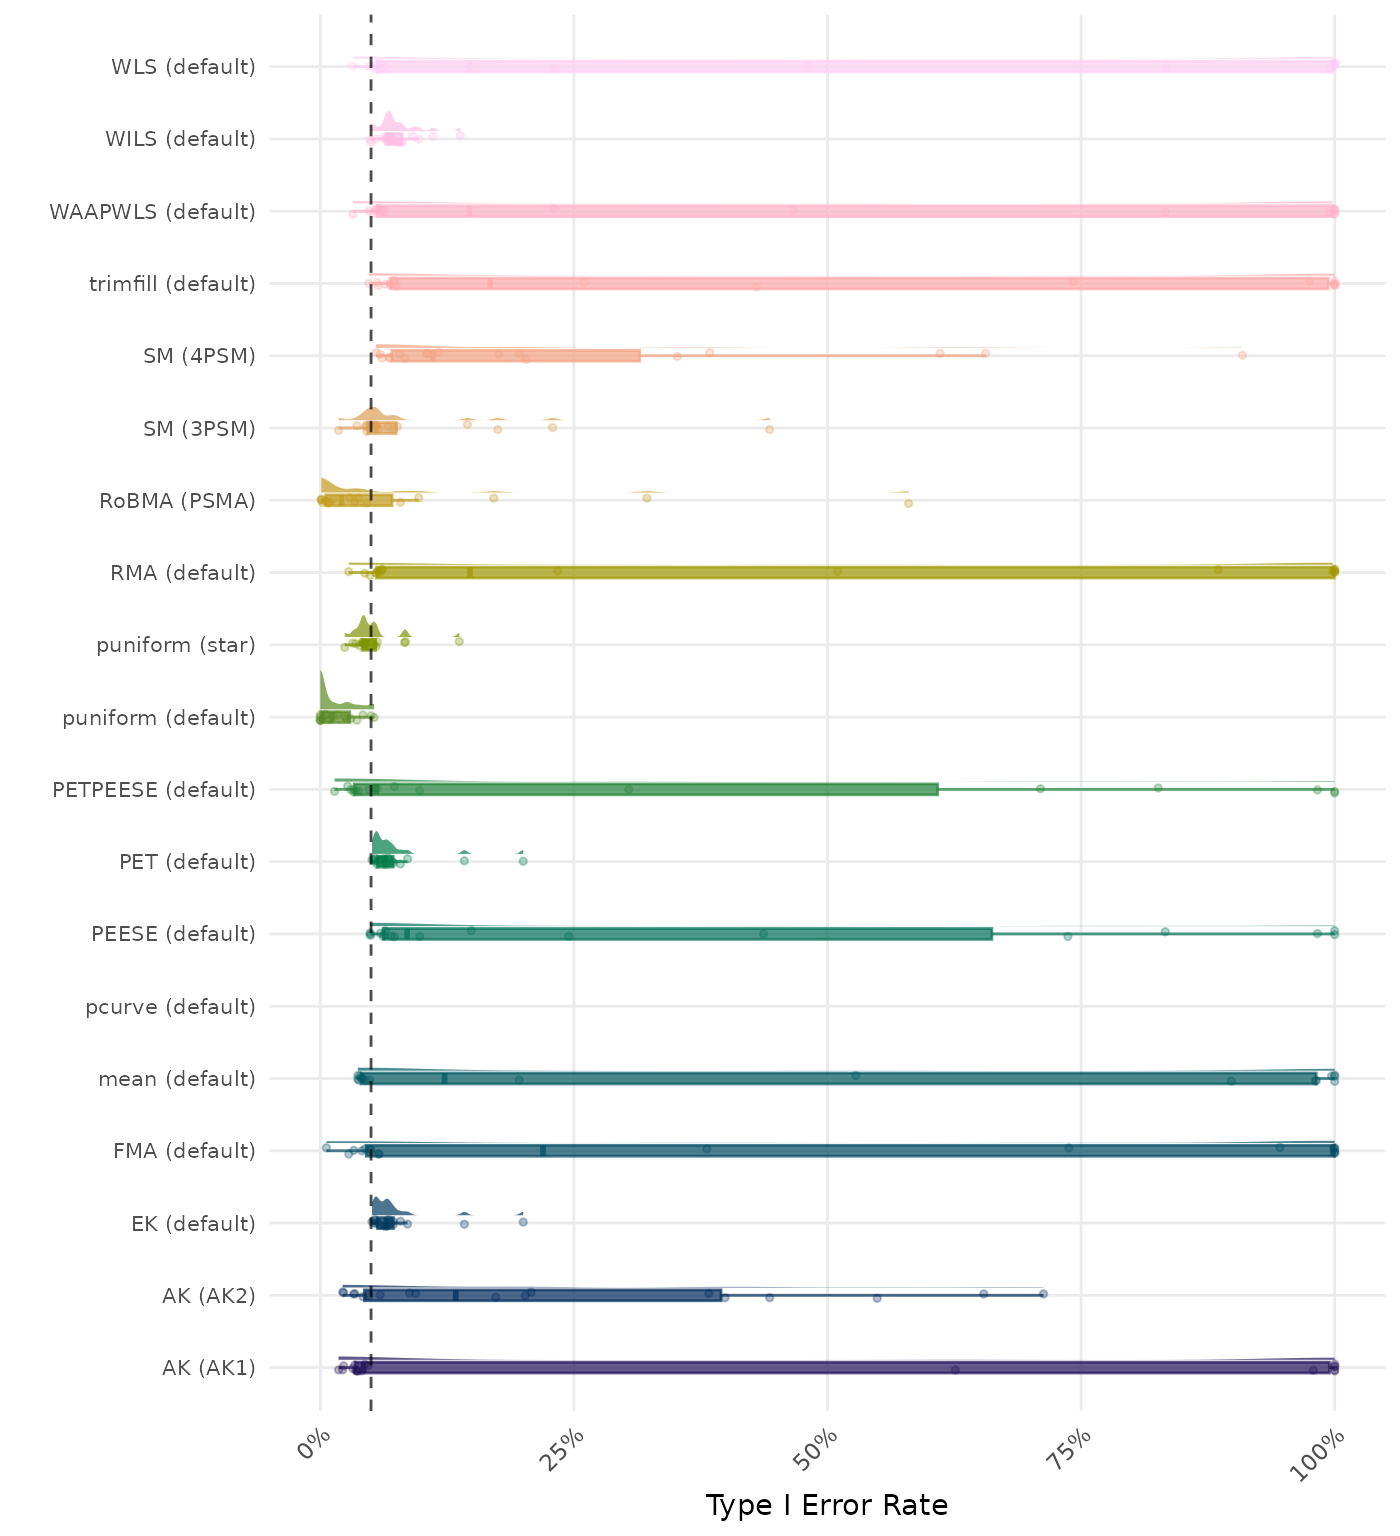 WLS (default)
WILS (default)
WAAPWLS (default)
trimfill (default)
SM (4PSM)
SM (3PSM)
RoBMA (PSMA)
RMA (default)
puniform (star)
puniform (default)
PETPEESE (default)
PET (default)
PEESE (default)
pcurve (default)
mean (default)
FMA (default)
EK (default)
AK (AK2)
AK (AK1)
0% 25% 50% 75% 100%
Type I Error Rate